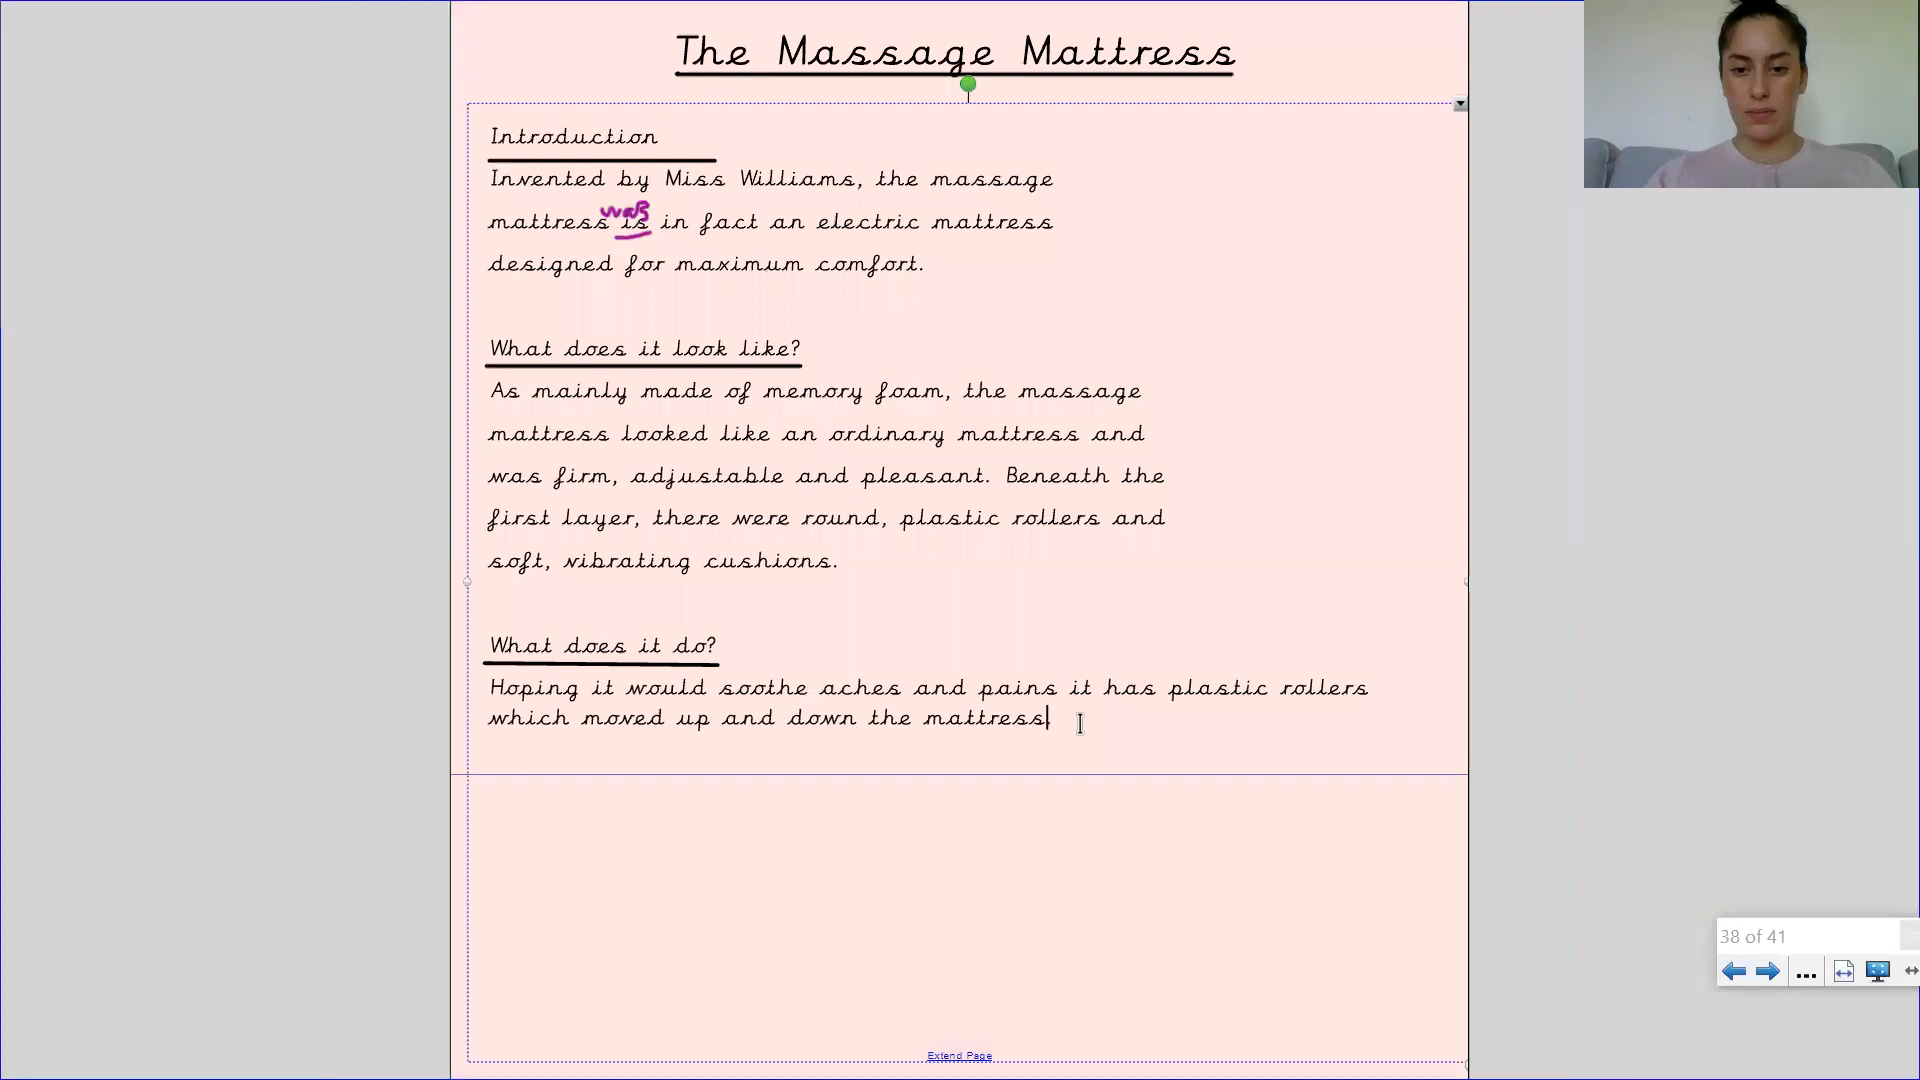 The Massage Mattress
Introduction
Invented by Miss Williams, the massage
was
mattress is in fact an electric mattress
designed for maximum comfort.
What does it look like?
As mainly made of memory foam, the massage
mattress looked like an ordinary mattress and
was firm, adjustable and pleasant. Beneath the
first layer, there were round, plastic rollers and
soft, vibrating cushions.
What does it do?
Hoping it would soothe aches and pains it has plastic rollers
which moved up and down the mattress.
38 of 41
Extend Page